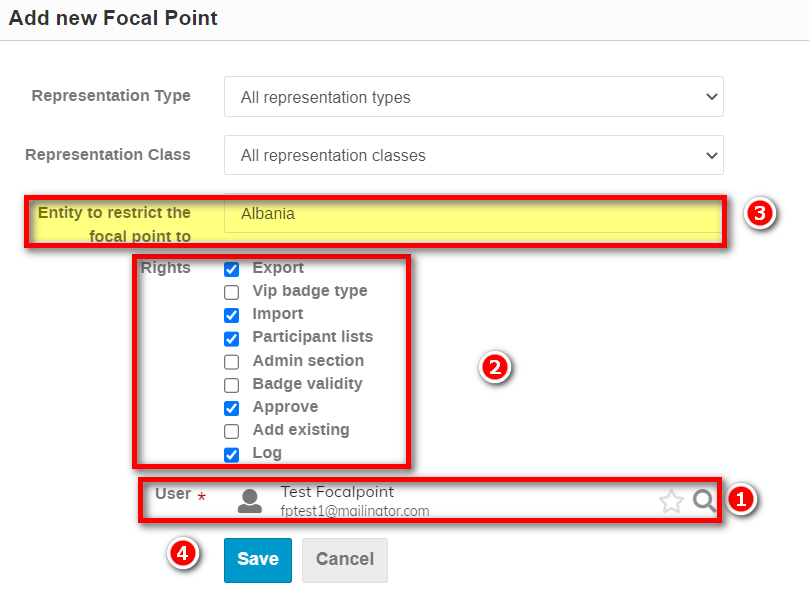 Add new Focal Point
Representation Type
All representation types
Representation Class
All representation classes
Entity to restrict the
focal point to
Albania
3
Rights
Export
Vip badge type
Import
Participant lists
Admin section
Badge validity
Approve
Add existing
Log
2
User *
Test Focalpoint
fptest1@mailinator.com
1
4
Save
Cancel